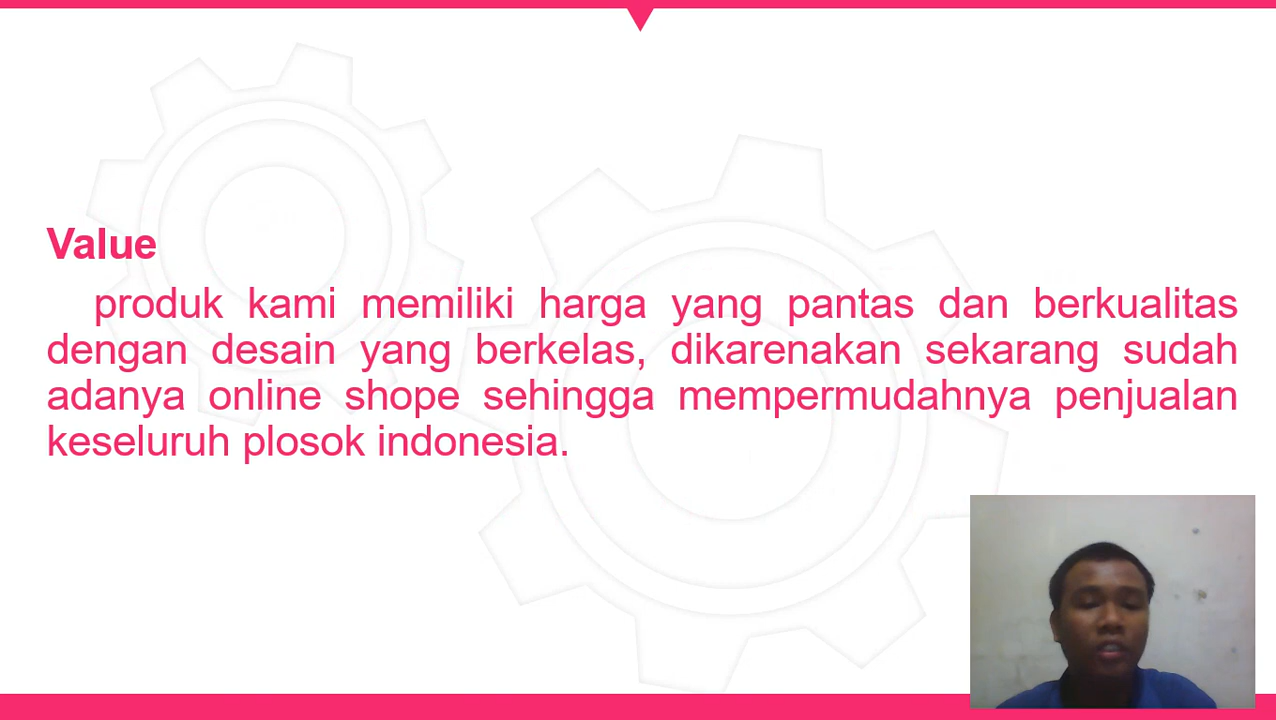 Value
produk kami memiliki harga yang pantas dan berkualitas
dengan desain yang berkelas, dikarenakan sekarang sudah
adanya online shope sehingga mempermudahnya penjualan
keseluruh plosok indonesia.